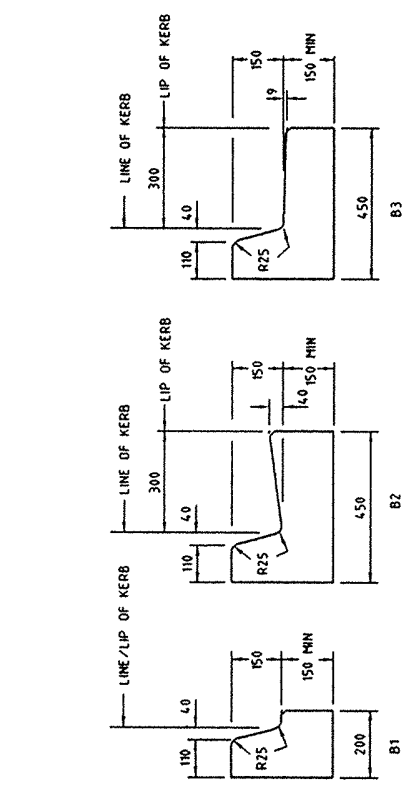 LINE/LIP OF KERB
110
40
150
R25
150 MIN
200
B1
LINE OF KERB
LIP OF KERB
300
110
40
150
R25
40
150 MIN
450
B2
LINE OF KERB
LIP OF KERB
300
110
40
150
R25
19
150 MIN
450
B3